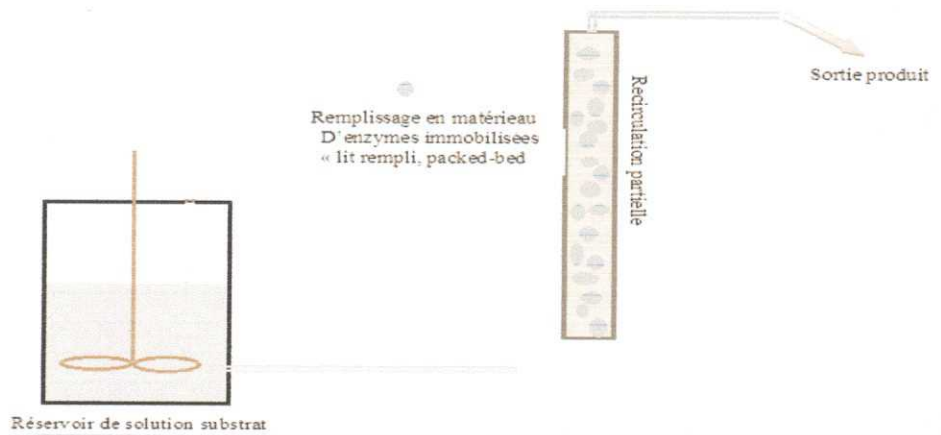 Sortie produit
Remplissage en matérieau
D'enzymes immobilisees
« lit rempli, packed-bed
Recirculation partielle
Réservoir de solution substrat